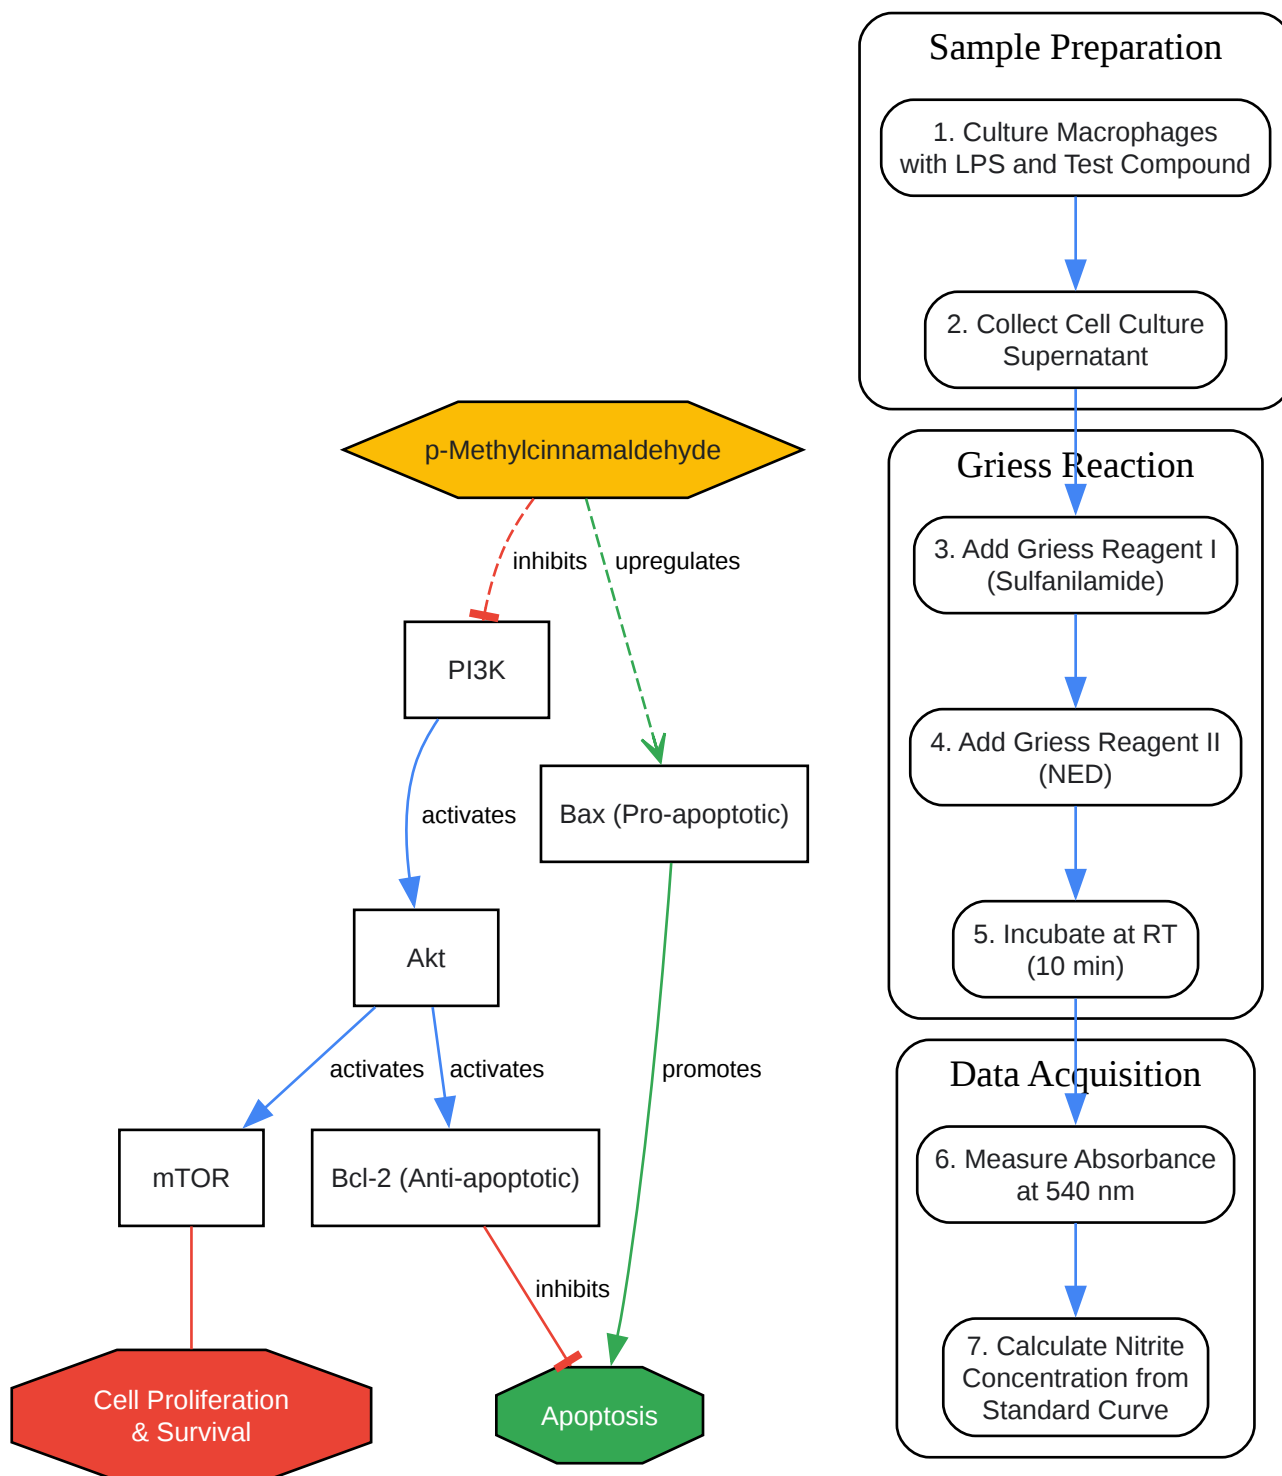 p-Methylcinnamaldehyde
inhibits
upregulates
PI3K
activates
Bax (Pro-apoptotic)
Akt
activates
activates
promotes
mTOR
Bcl-2 (Anti-apoptotic)
inhibits
Cell Proliferation
& Survival
Apoptosis
Sample Preparation
1. Culture Macrophages
with LPS and Test Compound
2. Collect Cell Culture
Supernatant
Griess Reaction
3. Add Griess Reagent I
(Sulfanilamide)
4. Add Griess Reagent II
(NED)
5. Incubate at RT
(10 min)
Data Acquisition
6. Measure Absorbance
at 540 nm
7. Calculate Nitrite
Concentration from
Standard Curve